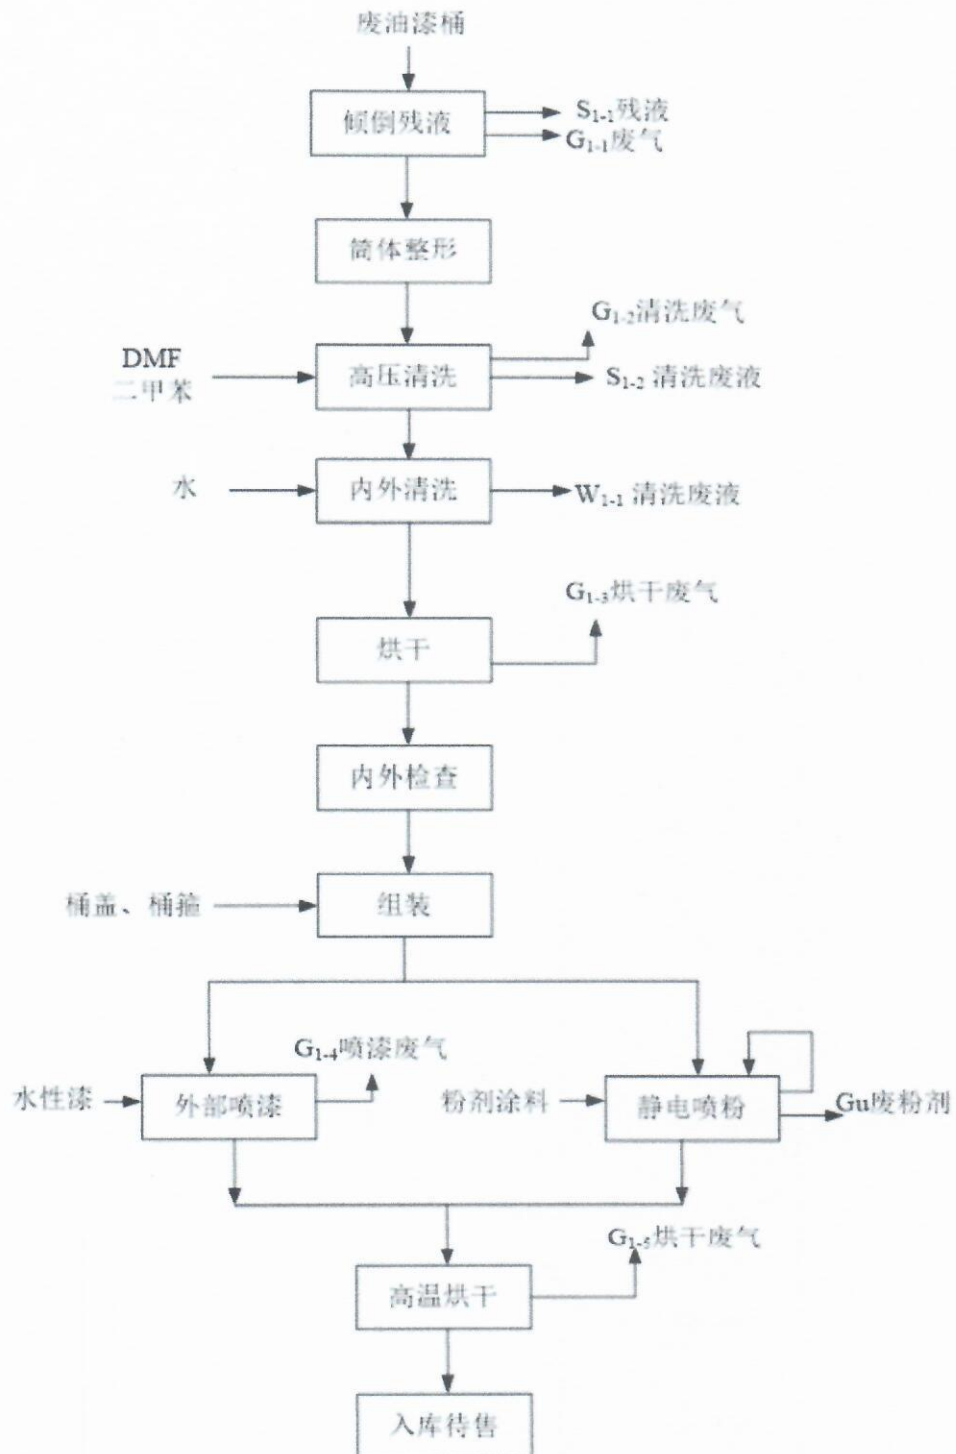 废油漆桶
倾倒残液
S1-1残液
G1-1废气
筒体整形
G1-2清洗废气
DMF
二甲苯
高压清洗
S1-2 清洗废液
水
内外清洗
W1-1 清洗废液
G1-3烘干废气
烘干
内外检查
桶盖、桶箍
组装
G1-4喷漆废气
水性漆
外部喷漆
粉剂涂料
静电喷粉
Gu废粉剂
G1-5烘干废气
高温烘干
入库待售